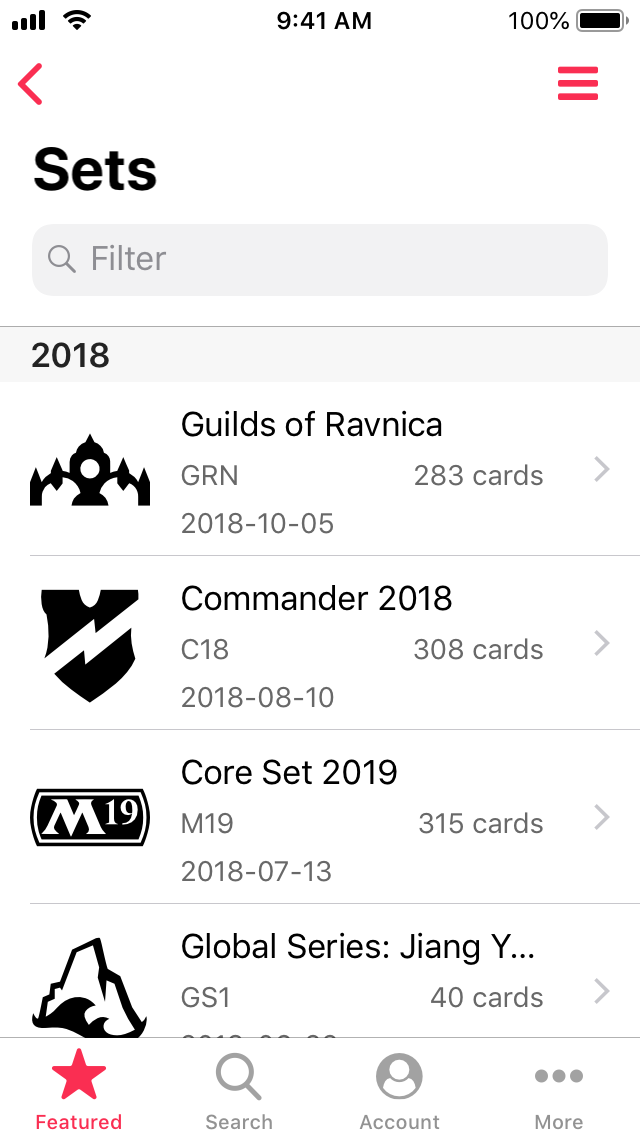 9:41 AM 100%
Sets
Filter
2018
Guilds of Ravnica
GRN 283 cards
2018-10-05
Commander 2018
C18 308 cards
2018-08-10
M19
Core Set 2019
M19 315 cards
2018-07-13
Global Series: Jiang Y...
GS1 40 cards
Featured Search Account More